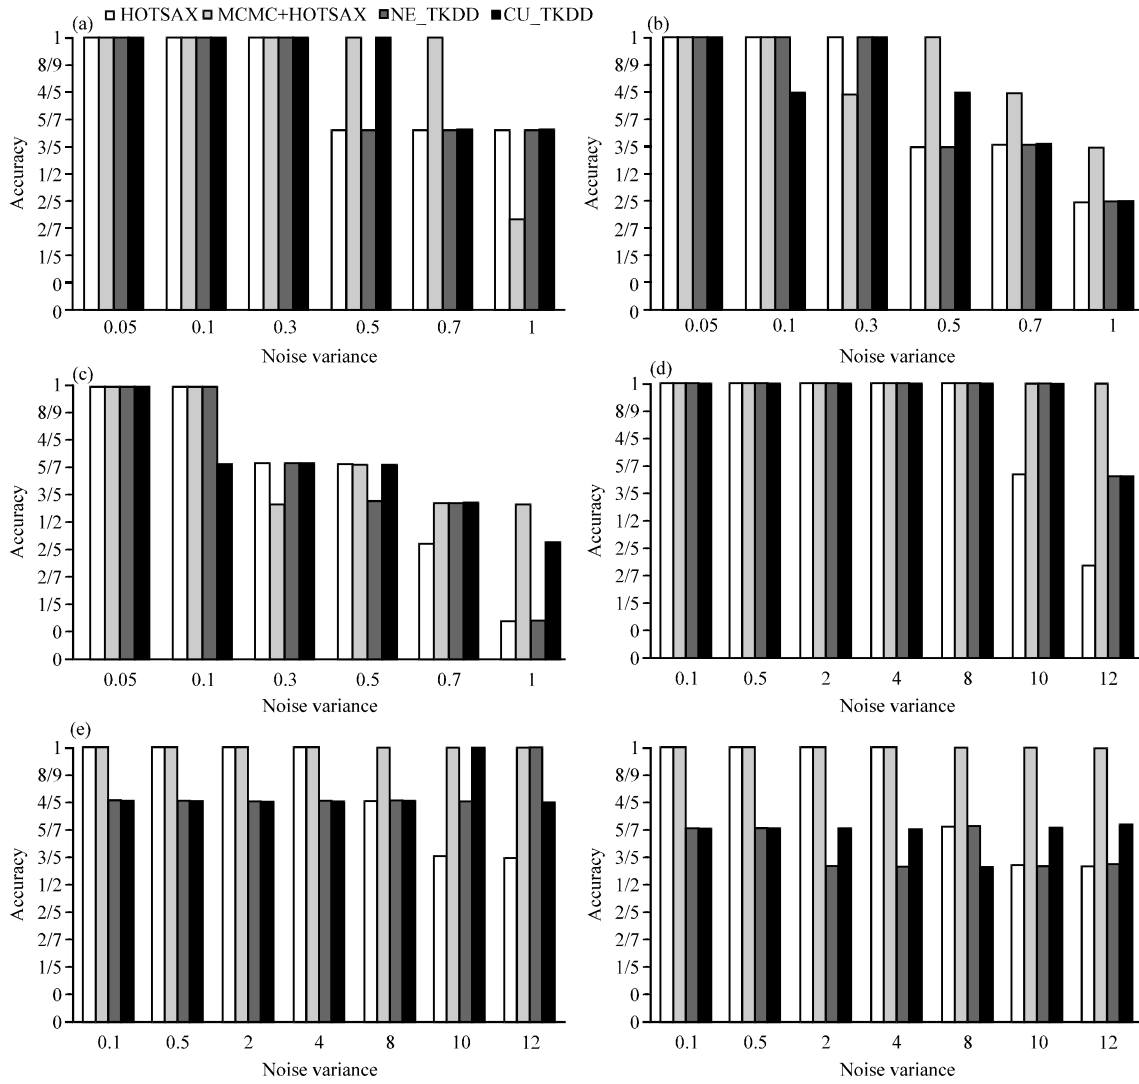 HOTSAX MCMC+HOTSAX NE_TKDD CU_TKDD
(a)
Accuracy
1
8/9
4/5
5/7
3/5
1/2
2/5
2/7
1/5
0
0
0.05 0.1 0.3 0.5 0.7 1
Noise variance
(b)
Accuracy
1
8/9
4/5
5/7
3/5
1/2
2/5
2/7
1/5
0
0
0.05 0.1 0.3 0.5 0.7 1
Noise variance
(c)
Accuracy
1
8/9
4/5
5/7
3/5
1/2
2/5
2/7
1/5
0
0
0.05 0.1 0.3 0.5 0.7 1
Noise variance
(d)
Accuracy
1
8/9
4/5
5/7
3/5
1/2
2/5
2/7
1/5
0
0
0.1 0.5 2 4 8 10 12
Noise variance
(e)
Accuracy
1
8/9
4/5
5/7
3/5
1/2
2/5
2/7
1/5
0
0
0.1 0.5 2 4 8 10 12
Noise variance
Accuracy
1
8/9
4/5
5/7
3/5
1/2
2/5
2/7
1/5
0
0
0.1 0.5 2 4 8 10 12
Noise variance